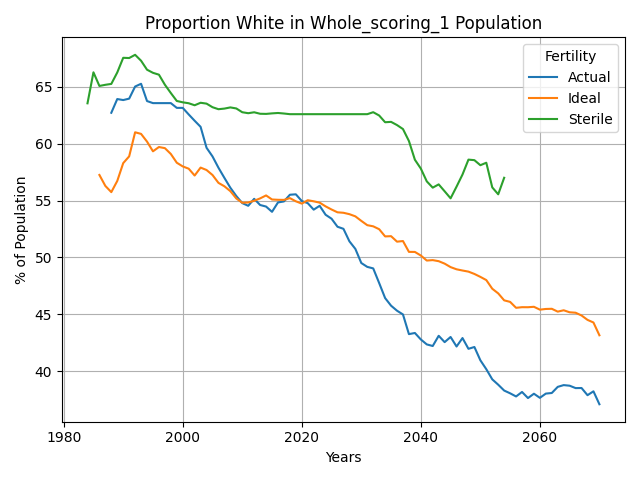 Proportion White in Whole_scoring_1 Population
Fertility
Actual
Ideal
Sterile
% of Population
65
60
55
50
45
40
1980
2000
2020
2040
2060
Years